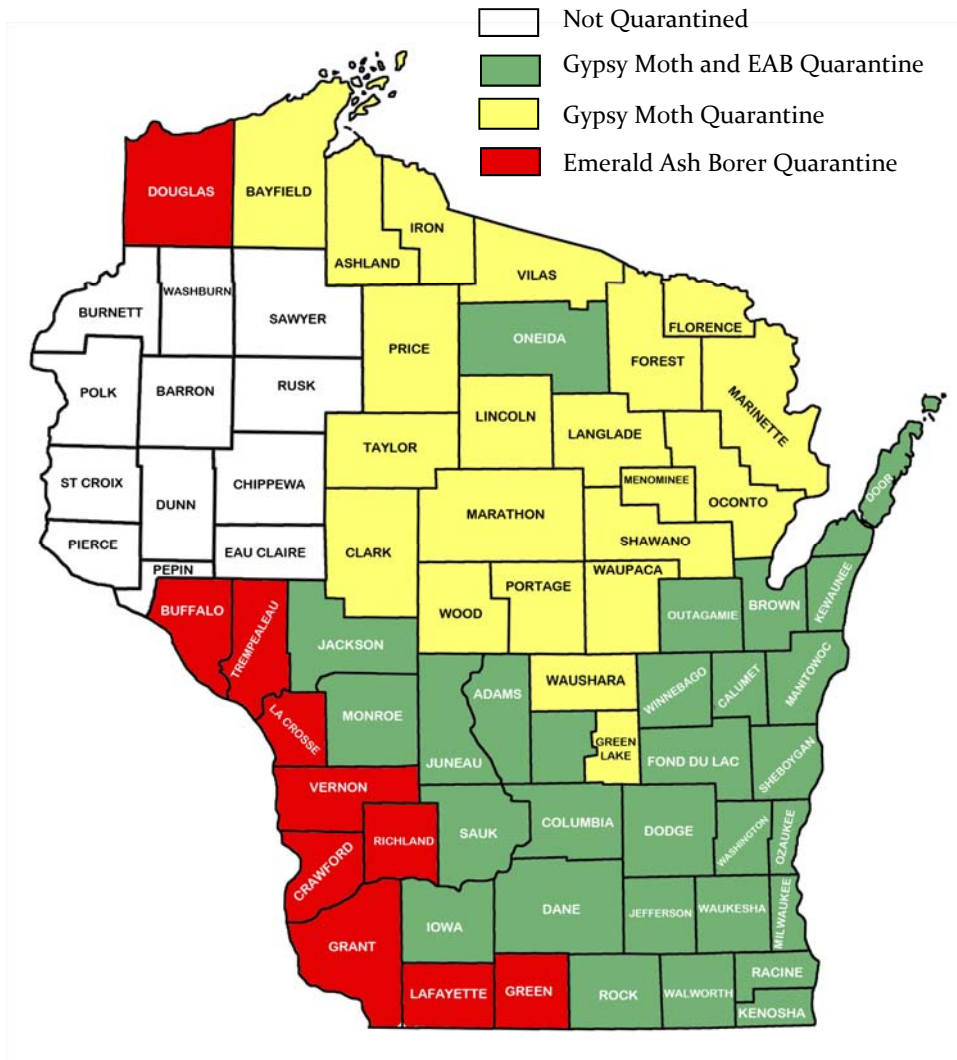 Not Quarantined
Gypsy Moth and EAB Quarantine
Gypsy Moth Quarantine
Emerald Ash Borer Quarantine
DOUGLAS
BAYFIELD
IRON
ASHLAND
VILAS
WASHBURN
BURNETT
SAWYER
FLORENCE
ONEIDA
PRICE
FOREST
POLK
BARRON
RUSK
MARINETTE
LINCOLN
LANGLADE
TAYLOR
ST CROIX
CHIPPEWA
MENOMINEE
DOOR
DUNN
OCONTO
MARATHON
PIERCE
EAU CLAIRE
CLARK
SHAWANO
PEPIN
WAUPACA
PORTAGE
BUFFALO
WOOD
OUTAGAMIE
BROWN
KEWAUNEE
TREMPEALEAU
JACKSON
WAUSHARA
ADAMS
WINNEBAGO
CALUMET
MANITOWOC
LA CROSSE
MONROE
GREEN
LAKE
JUNEAU
FOND DU LAC
SHEBOYGAN
VERNON
COLUMBIA
RICHLAND
SAUK
DODGE
WASHINGTON
OZAUKEE
CRAWFORD
DANE
JEFFERSON
WAUKESHA
MILWAUKEE
IOWA
GRANT
RACINE
LAFAYETTE
GREEN
ROCK
WALWORTH
KENOSHA